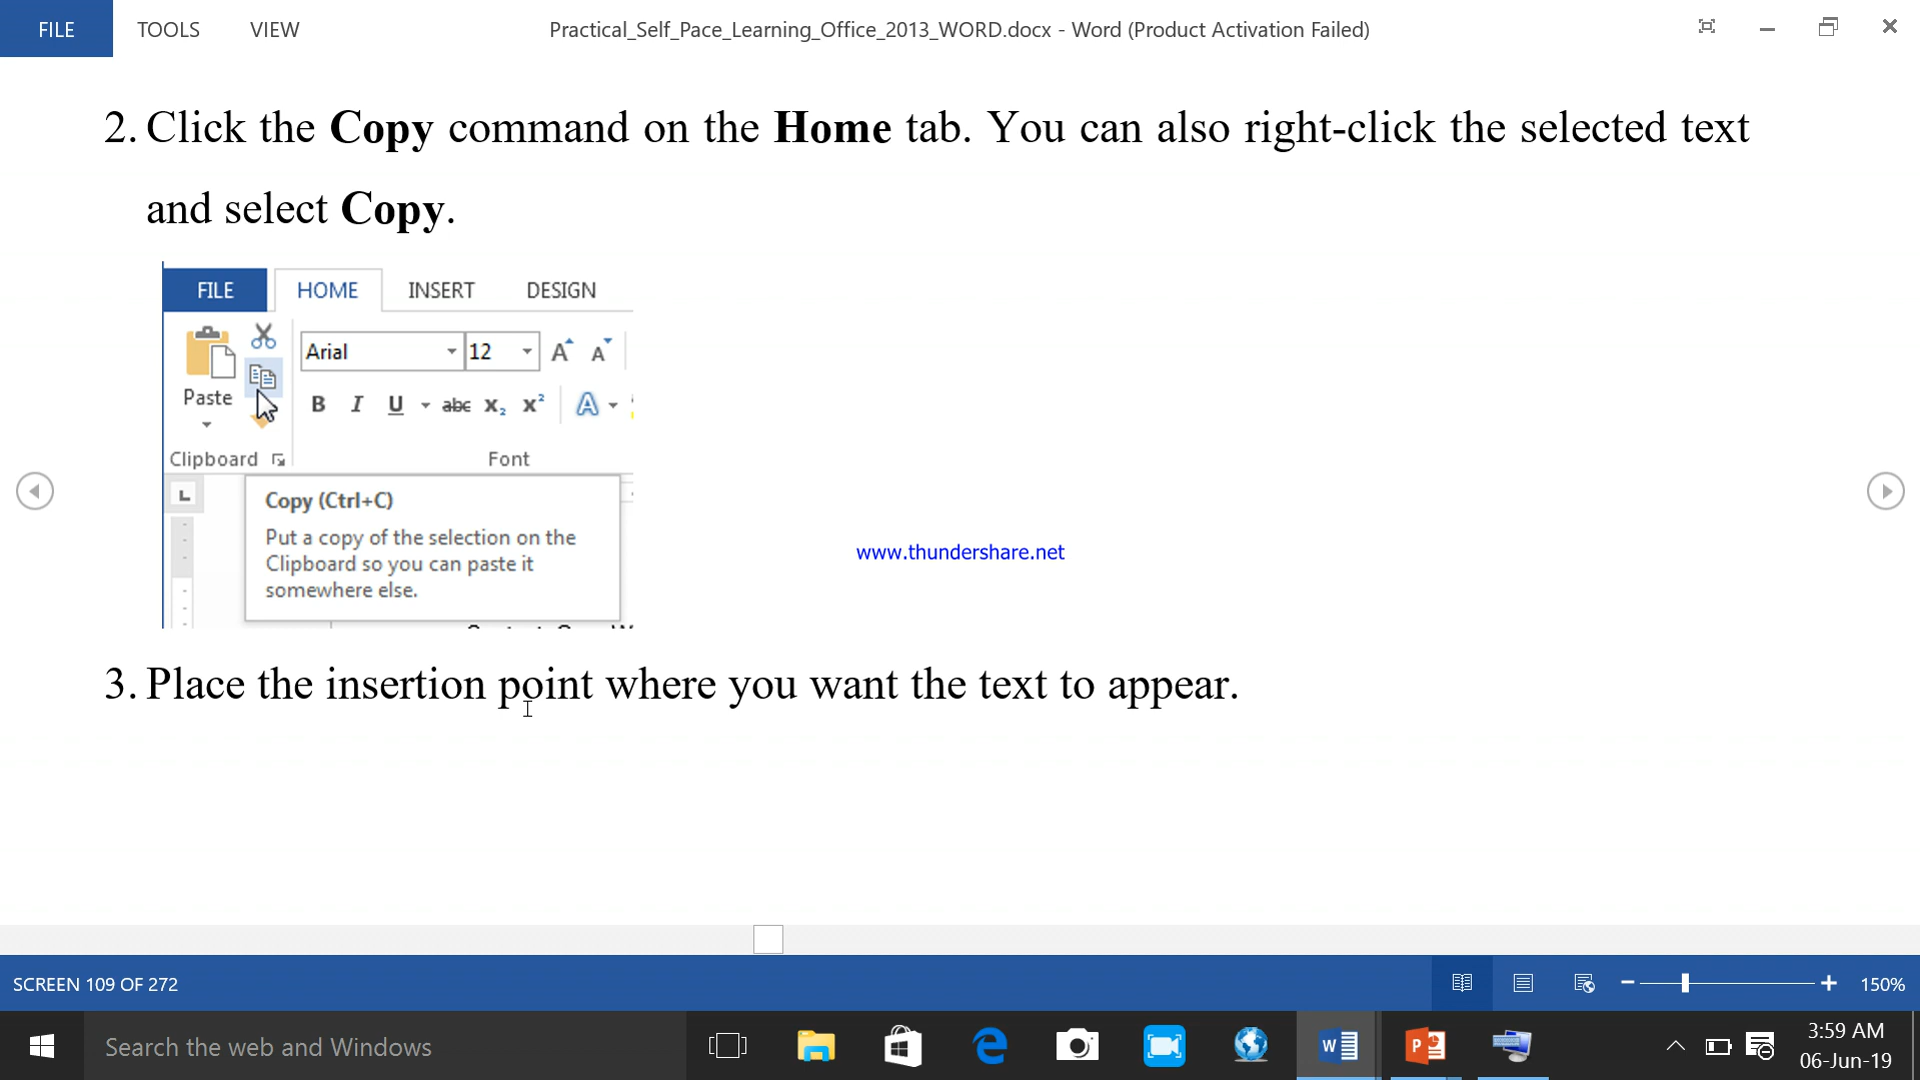 FILE TOOLS VIEW Practical_Self_Pace_Learning_Office_2013_WORD.docx - Word (Product Activation Failed)
2. Click the Copy command on the Home tab. You can also right-click the selected text
and select Copy.
FILE HOME INSERT DESIGN
Arial 12 A A
Paste
B I U abc X₂ X² A
Clipboard Font
L
Copy (Ctrl+C)
Put a copy of the selection on the
Clipboard so you can paste it
somewhere else.
www.thundershare.net
3. Place the insertion point where you want the text to appear.
SCREEN 109 OF 272 150%
Search the web and Windows
3:59 AM
06-Jun-19